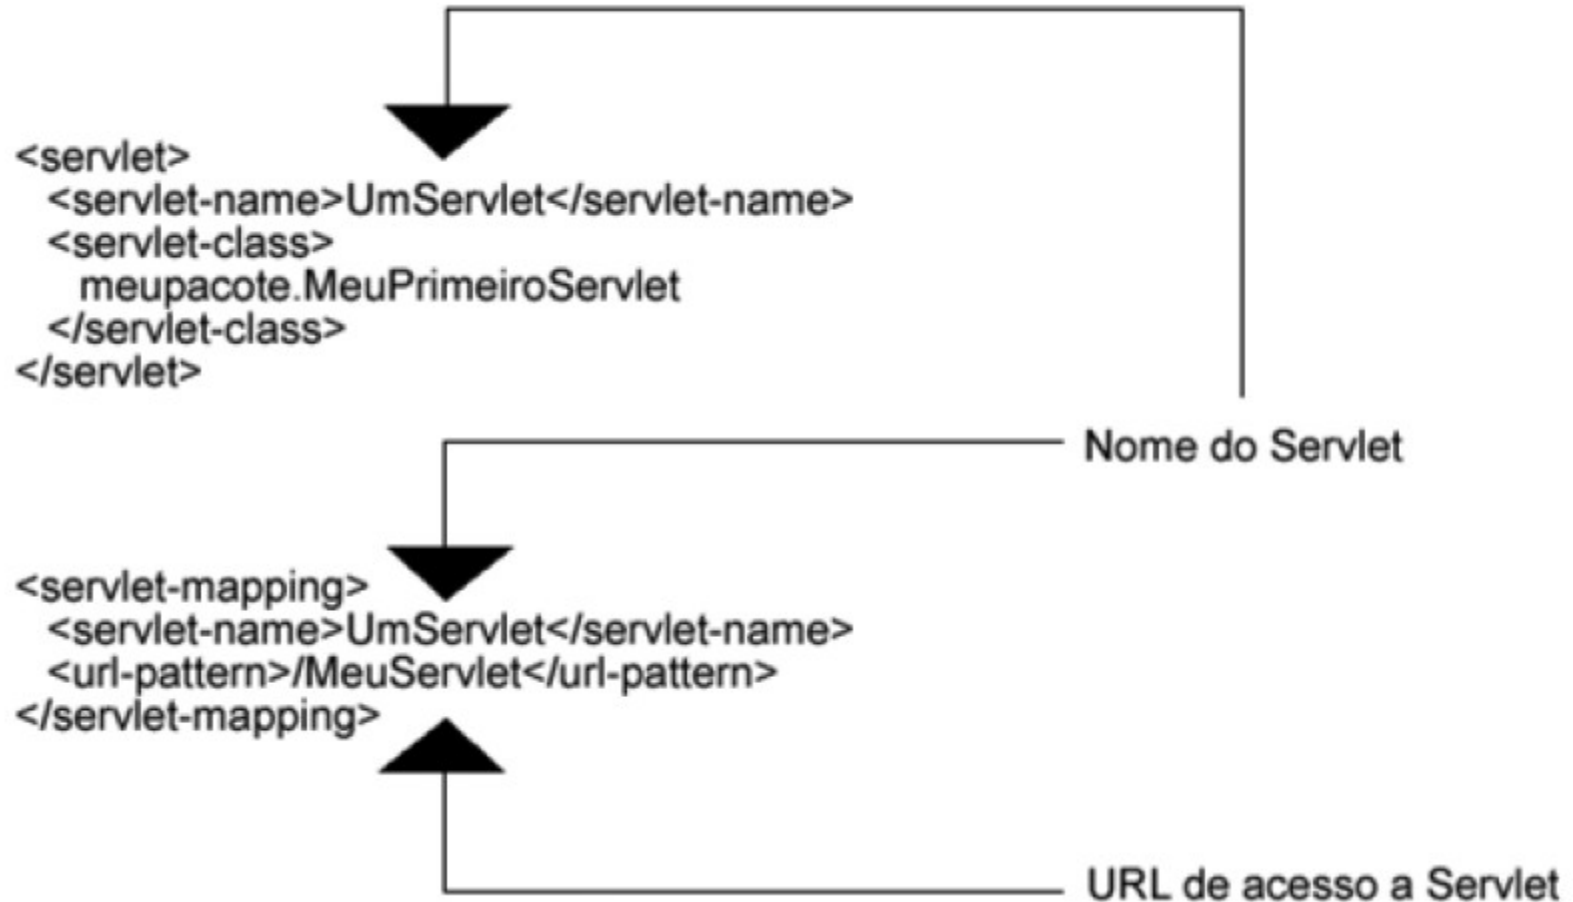 <servlet>
<servlet-name>UmServlet</servlet-name>
<servlet-class>
meupacote.MeuPrimeiroServlet
</servlet-class>
</servlet>
Nome do Servlet
<servlet-mapping>
<servlet-name>UmServlet</servlet-name>
<url-pattern>/MeuServlet</url-pattern>
</servlet-mapping>
URL de acesso a Servlet